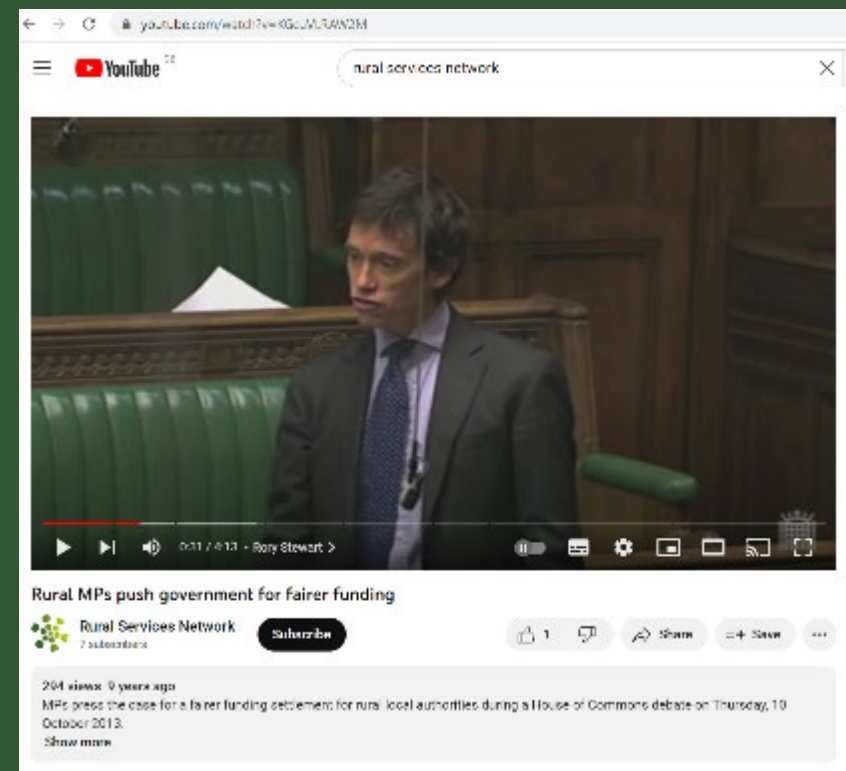 YouTube
rural services network
0:31 / 4:13 • Rory Stewart >
Rural MPs push government for fairer funding
Rural Services Network
7 subscribers
Subscribe
1
Share
Save
294 views 9 years ago
MPs press the case for a fairer funding settlement for rural local authorities during a House of Commons debate on Thursday, 10
October 2013.
Show more